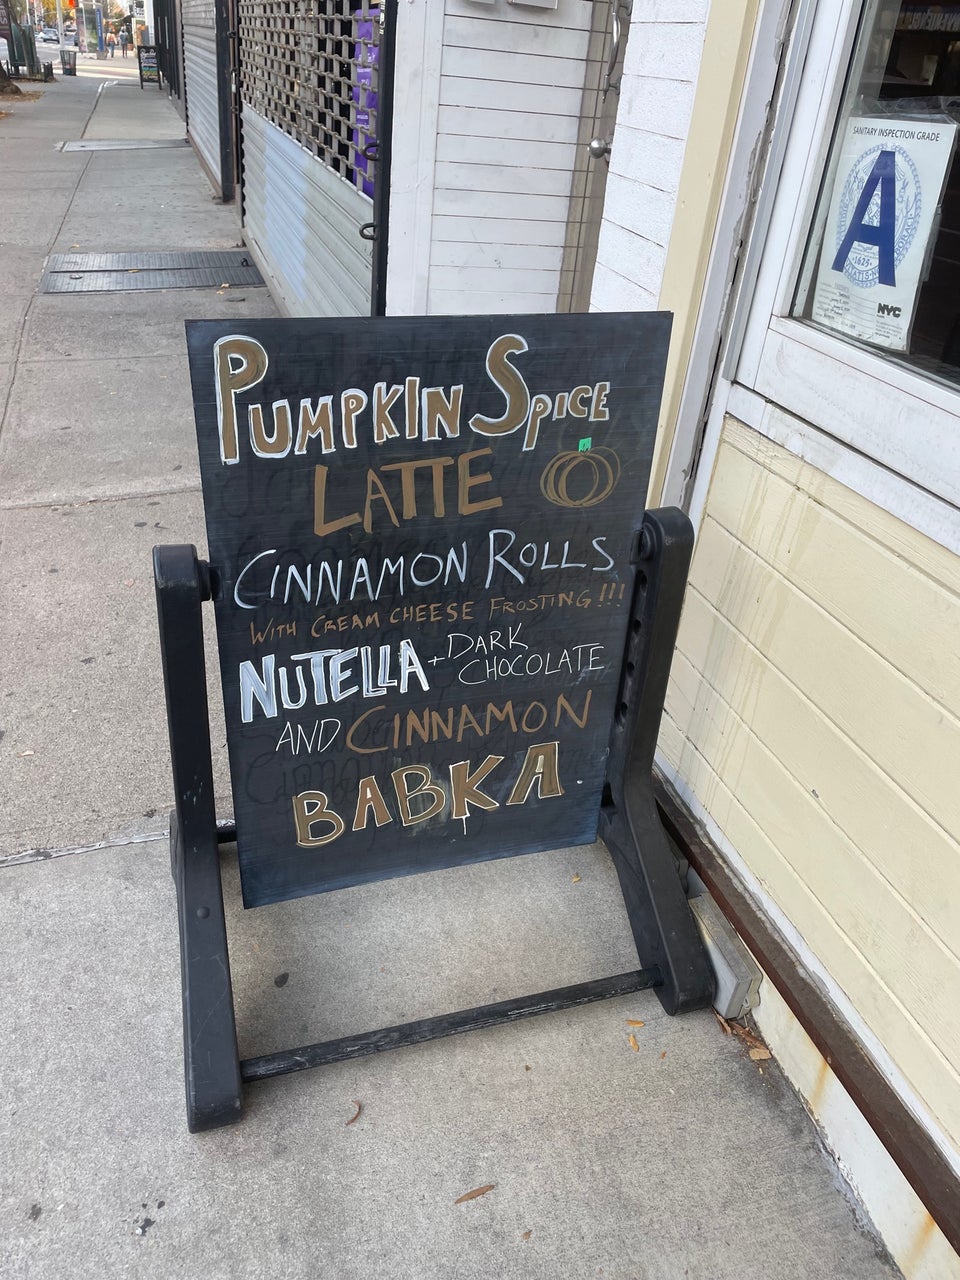 SANITARY INSPECTION GRADE
A
1625
NYC
PUMPKIN SPICE
LATTE
CINNAMON ROLLS
WITH CREAM CHEESE FROSTING!!!
NUTELLA + DARK
CHOCOLATE
AND CINNAMON
BABKA